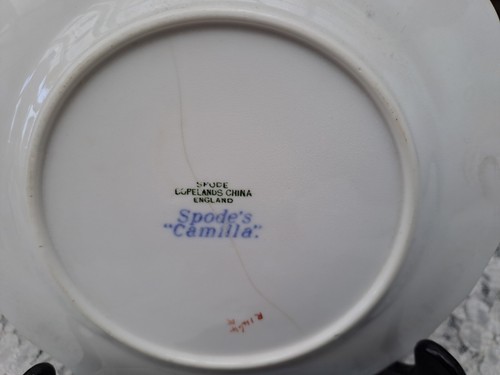 SPODE
COPELANDS CHINA
ENGLAND
Spode's
"Camilla".